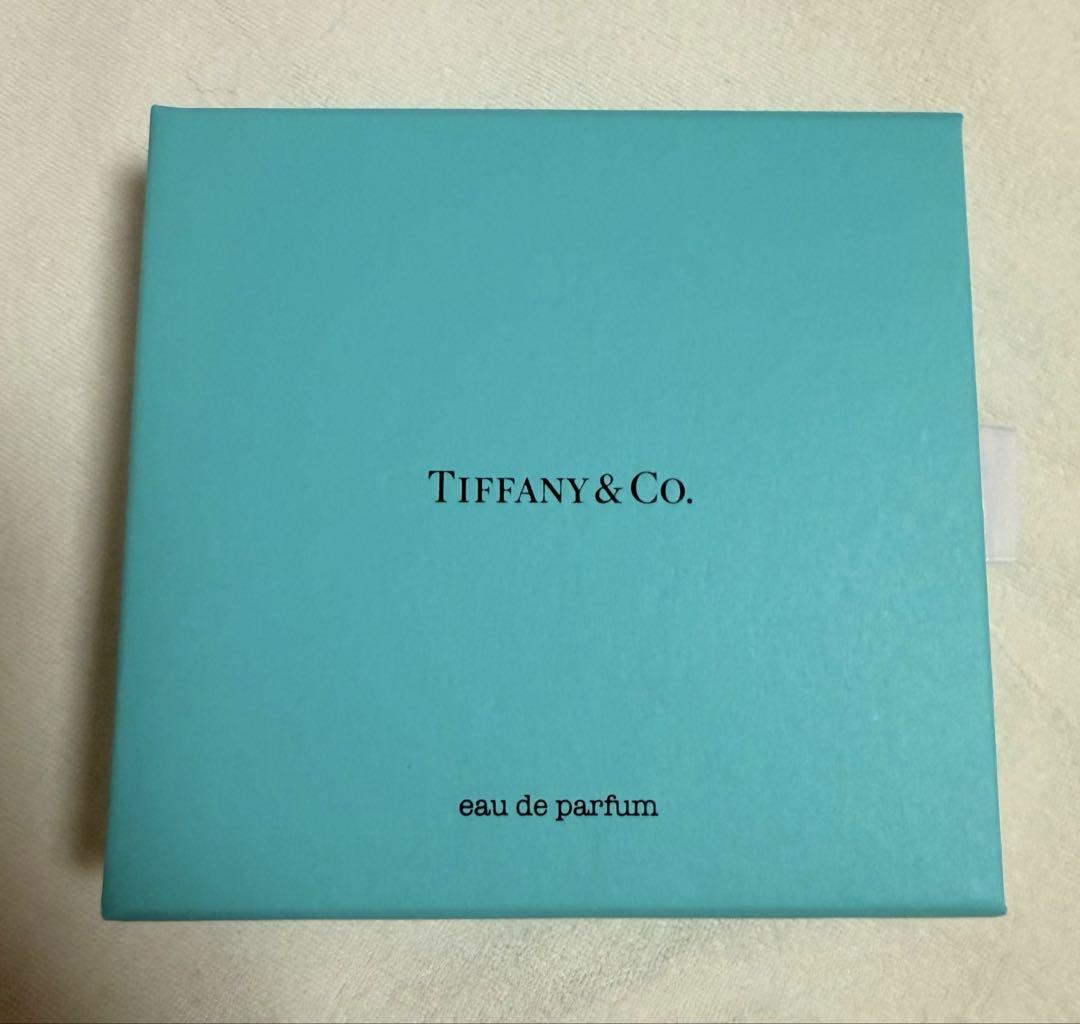 TIFFANY & CO.
eau de parfum